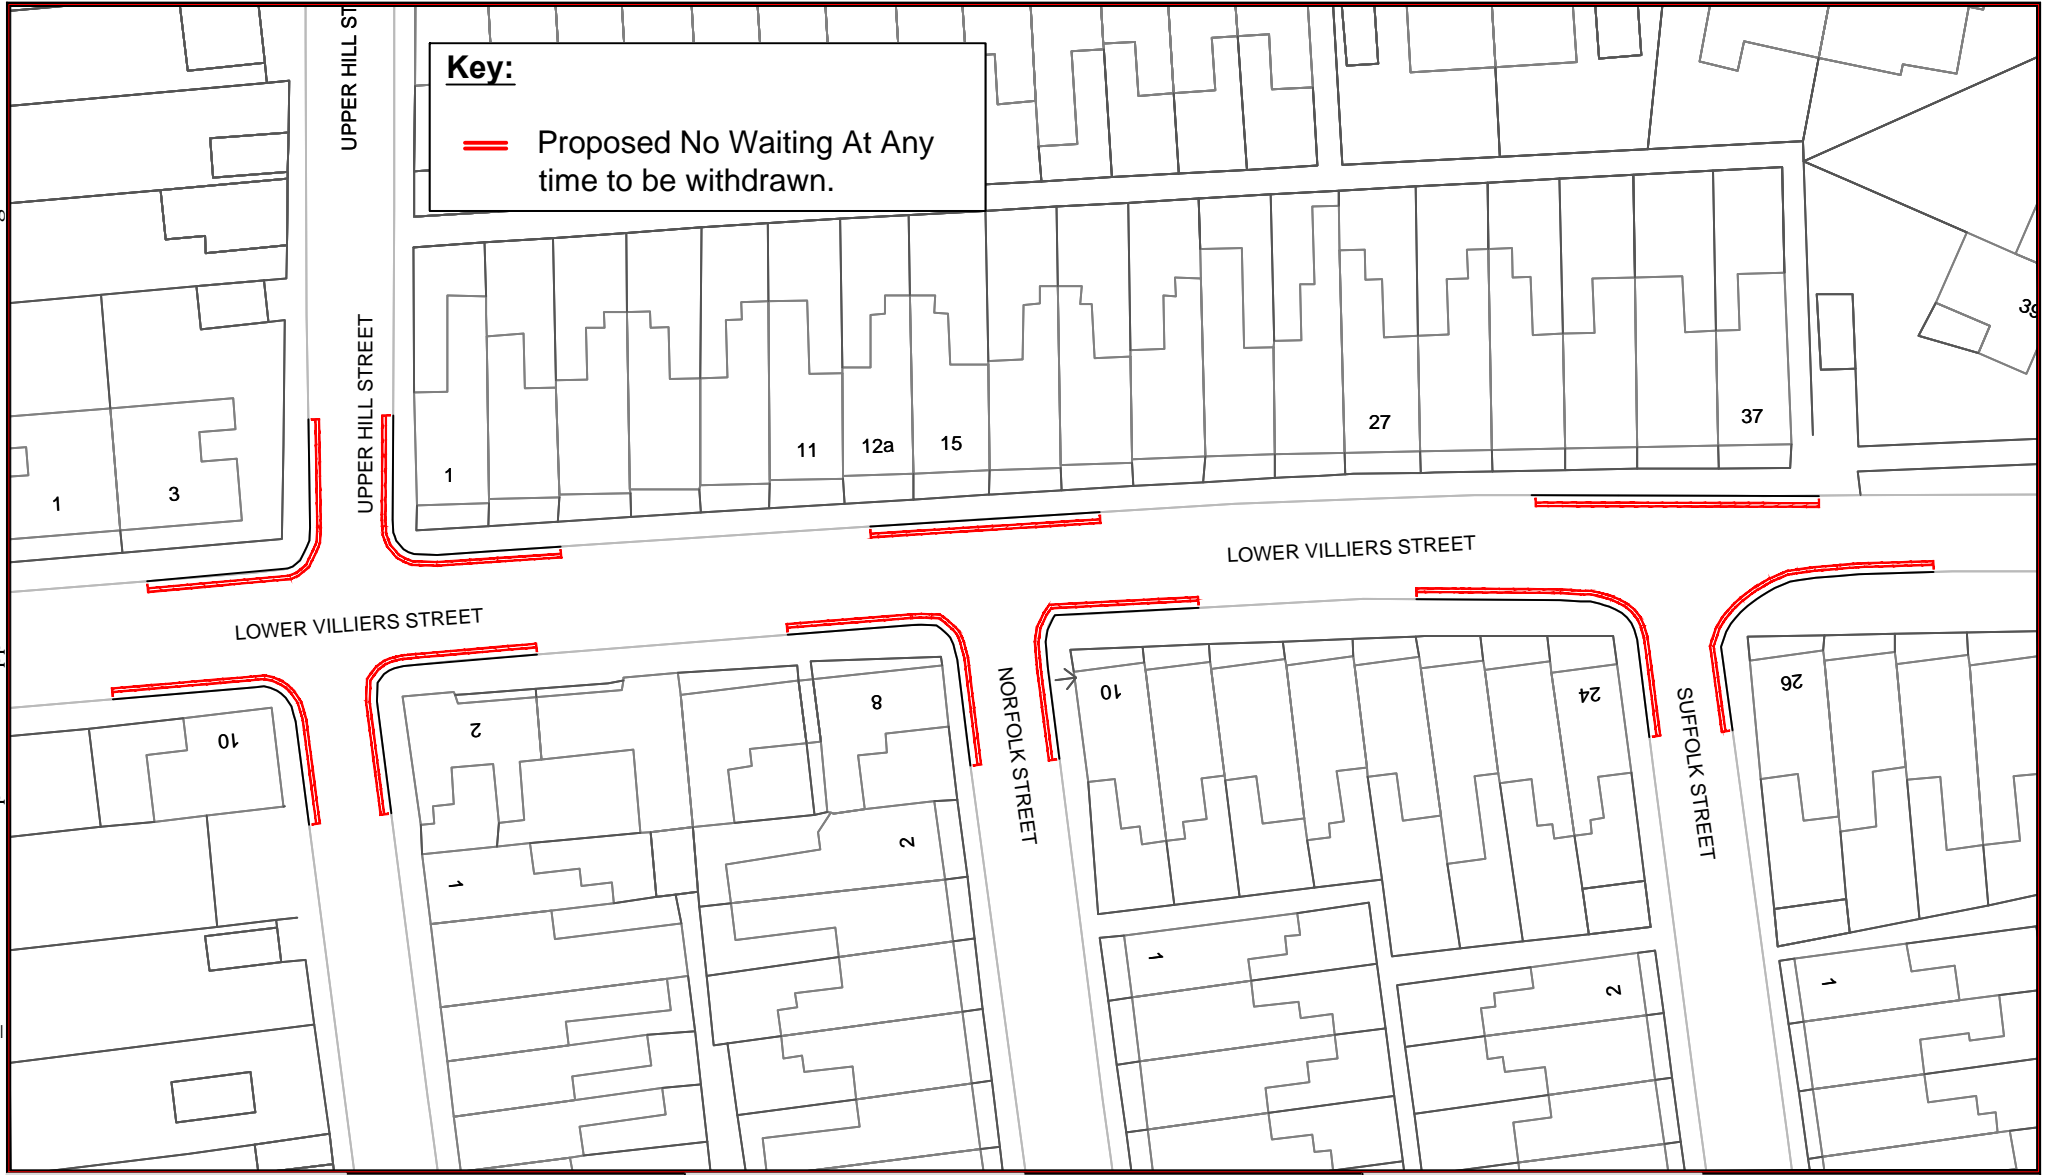 UPPER HILL ST
Key:
Proposed No Waiting At Any
time to be withdrawn.
UPPER HILL STREET
1
3
1
11
12a
15
27
37
LOWER VILLIERS STREET
LOWER VILLIERS STREET
10
2
8
NORFOLK STREET
10
24
SUFFOLK STREET
26
1
2
1
2
1